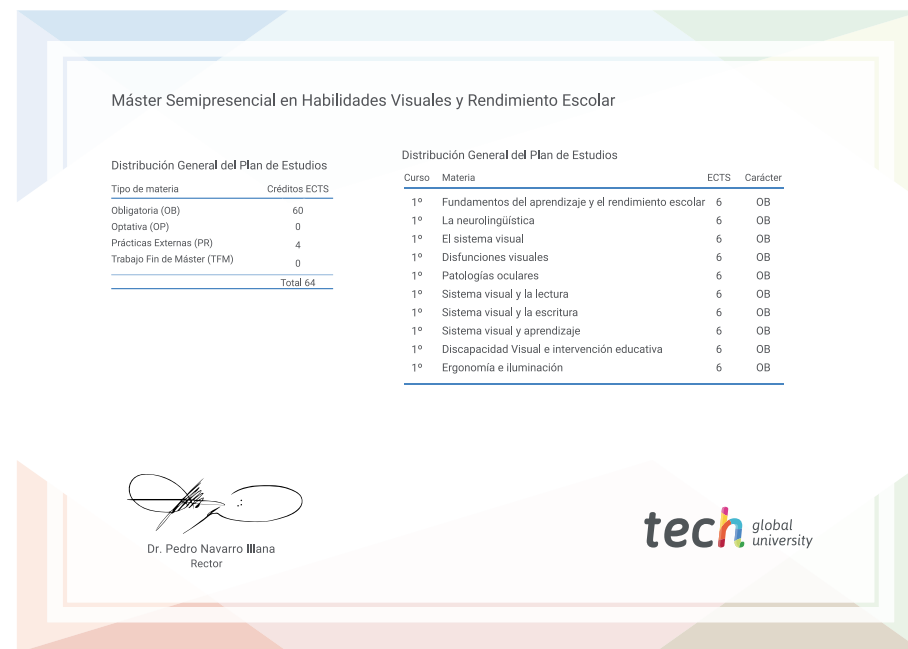 Máster Semipresencial en Habilidades Visuales y Rendimiento Escolar
Distribución General del Plan de Estudios
Tipo de materia Créditos ECTS
Obligatoria (OB) 60
Optativa (OP) 0
Prácticas Externas (PR) 4
Trabajo Fin de Máster (TFM) 0
Total 64
Distribución General del Plan de Estudios
Curso Materia ECTS Carácter
1º Fundamentos del aprendizaje y el rendimiento escolar 6 OB
1º La neurolingüística 6 OB
1º El sistema visual 6 OB
1º Disfunciones visuales 6 OB
1º Patologías oculares 6 OB
1º Sistema visual y la lectura 6 OB
1º Sistema visual y la escritura 6 OB
1º Sistema visual y aprendizaje 6 OB
1º Discapacidad Visual e intervención educativa 6 OB
1º Ergonomía e iluminación 6 OB
Dr. Pedro Navarro Illana
Rector
tech global
university